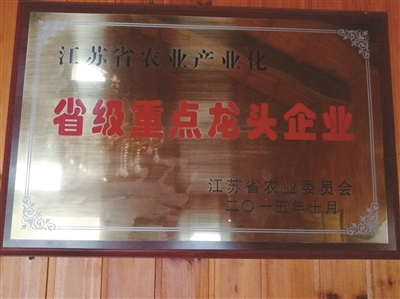 江苏省农业产业化
省级重点龙头企业
江苏省农业委员会
二〇一五年十月